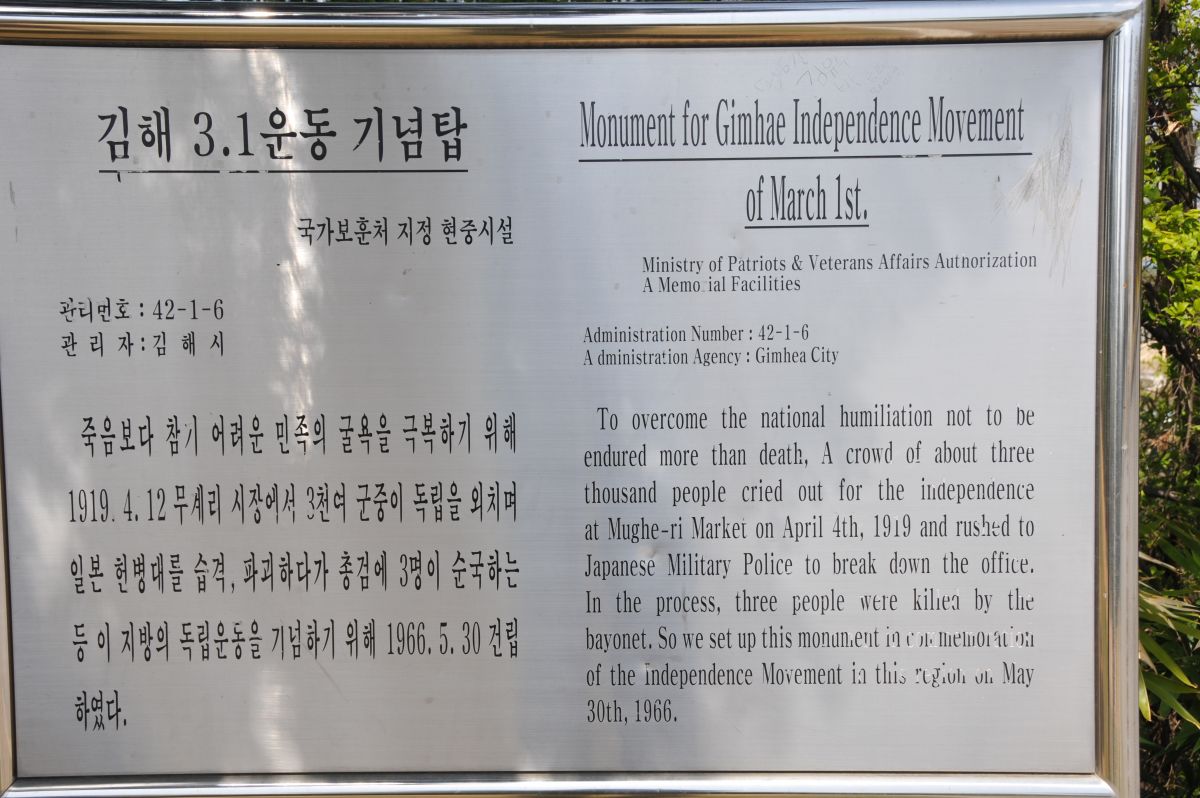 김해 3.1운동 기념탑
국가보훈처 지정 현중시설
관티먼호 : 42-1-6
관 리 자 : 김 해 시
죽음보다 참기 어려운 민족의 굴욕을 극복하기 위해
1919. 4. 12 무계리 시장에서 3천여 군중이 독립을 외치며
일본 헌병대를 습격, 파괴하다가 총검에 3명이 순국하는
등 이 지방의 독립운동을 기념하기 위해 1966. 5. 30 건립
하였다.
Monument for Gimhae Independence Movement
of March 1st.
Ministry of Patriots & Veterans Affairs Autnorization
A Memorial Facilities
Administration Number : 42-1-6
A dministration Agency : Gimhea City
To overcome the national humiliation not to be
endured more than death, A crowd of about three
thousand people cried out for the independence
at Mughe-ri Market on April 4th, 1919 and rushed to
Japanese Military Police to break down the office.
In the process, three people were killed by the
bayonet. So we set up this monument in commemoration
of the Independence Movement in this region on May
30th, 1966.